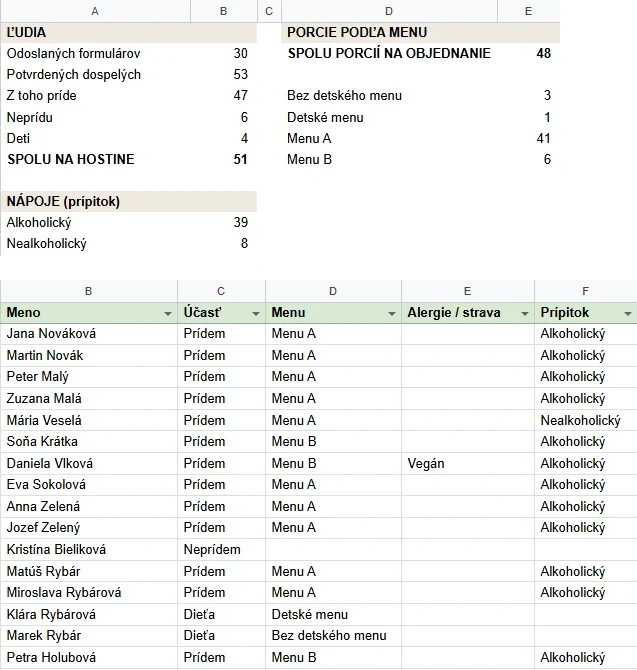 A B C D E
ĽUDIA PORCIE PODĽA MENU
Odoslaných formulárov 30 SPOLU PORCIÍ NA OBJEDNANIE 48
Potvrdených dospelých 53
Z toho príde 47 Bez detského menu 3
Neprídu 6 Detské menu 1
Deti 4 Menu A 41
SPOLU NA HOSTINE 51 Menu B 6
NÁPOJE (prípitok)
Alkoholický 39
Nealkoholický 8
B C D E F
Meno Účasť Menu Alergie / strava Prípitok
Jana Nováková Prídem Menu A Alkoholický
Martin Novák Prídem Menu A Alkoholický
Peter Malý Prídem Menu A Alkoholický
Zuzana Malá Prídem Menu A Alkoholický
Mária Veselá Prídem Menu A Nealkoholický
Soňa Krátka Prídem Menu B Alkoholický
Daniela Vlková Prídem Menu B Vegán Alkoholický
Eva Sokolová Prídem Menu A Alkoholický
Anna Zelená Prídem Menu A Alkoholický
Jozef Zelený Prídem Menu A Alkoholický
Kristína Bieliková Neprídem
Matúš Rybár Prídem Menu A Alkoholický
Miroslava Rybárová Prídem Menu A Alkoholický
Klára Rybárová Dieťa Detské menu
Marek Rybár Dieťa Bez detského menu
Petra Holubová Prídem Menu B Alkoholický